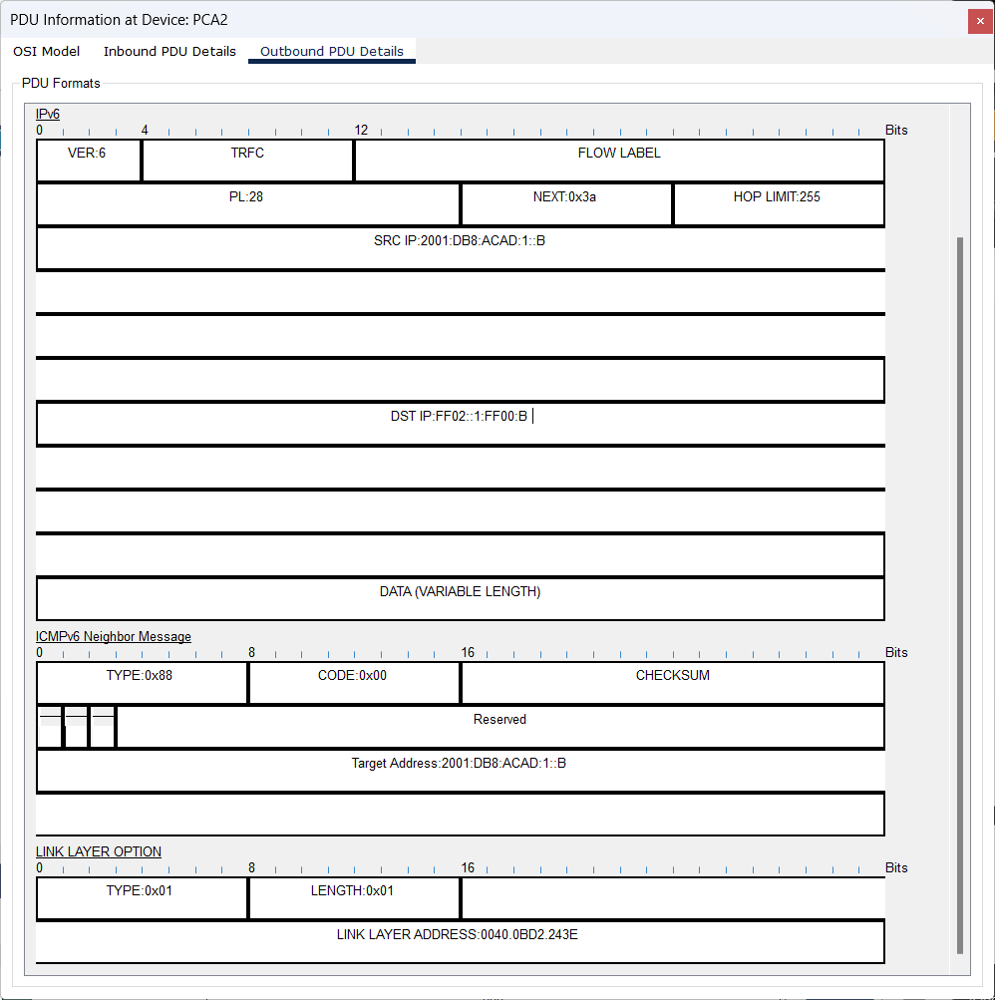 PDU Information at Device: PCA2
OSI Model Inbound PDU Details Outbound PDU Details
PDU Formats
IPv6
0 4 12 Bits
VER:6 TRFC FLOW LABEL
PL:28 NEXT:0x3a HOP LIMIT:255
SRC IP:2001:DB8:ACAD:1::B
DST IP:FF02::1:FF00:B
DATA (VARIABLE LENGTH)
ICMPv6 Neighbor Message
0 8 16 Bits
TYPE:0x88 CODE:0x00 CHECKSUM
Reserved
Target Address:2001:DB8:ACAD:1::B
LINK LAYER OPTION
0 8 16 Bits
TYPE:0x01 LENGTH:0x01
LINK LAYER ADDRESS:0040.0BD2.243E